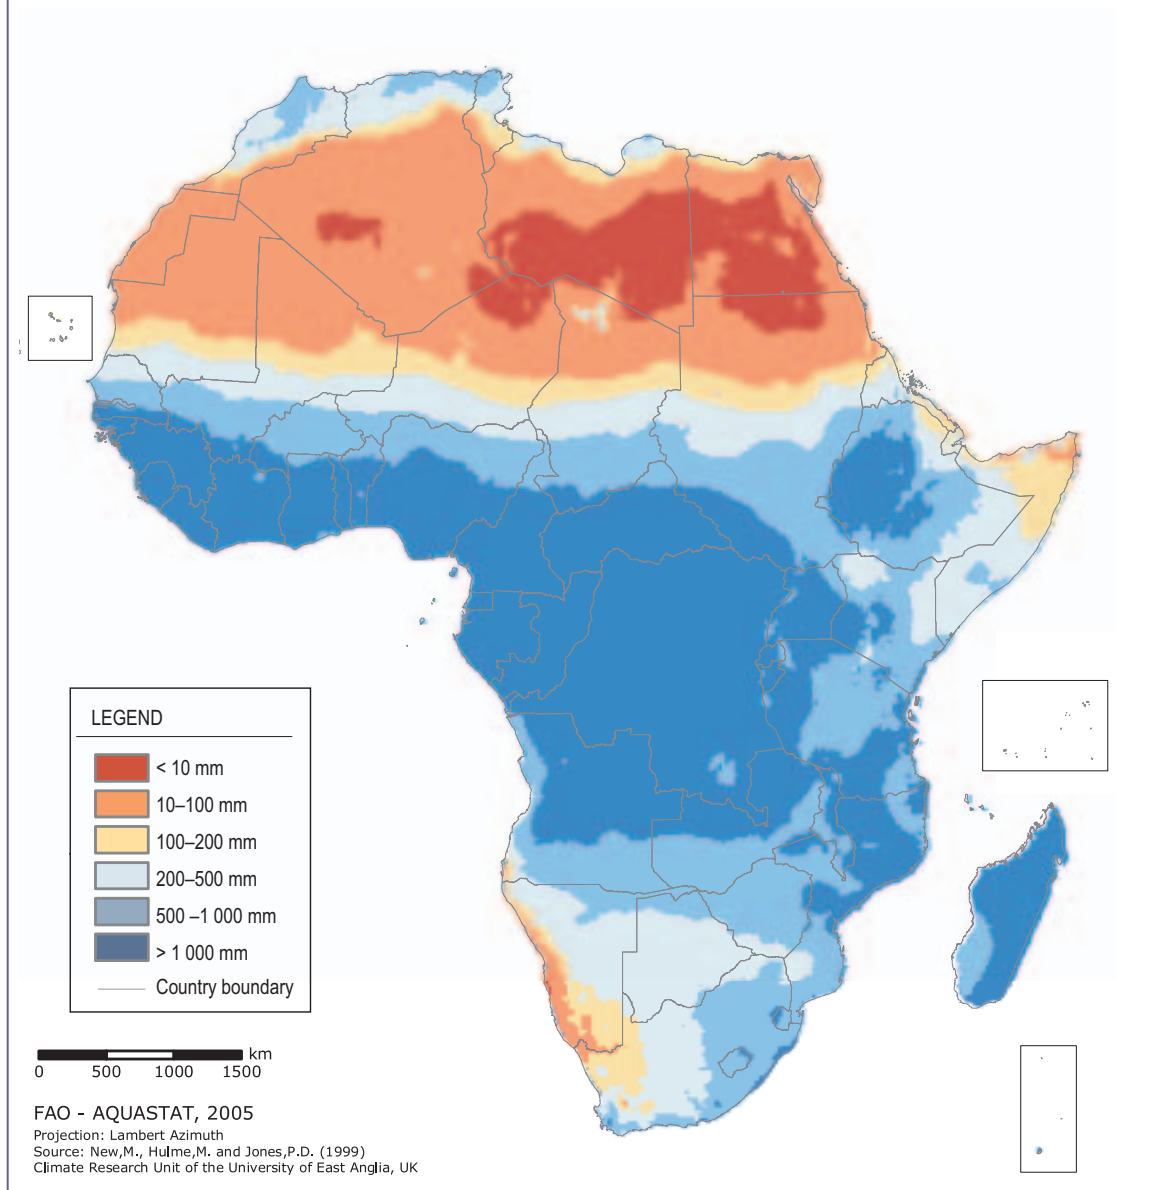 LEGEND
< 10 mm
10–100 mm
100–200 mm
200–500 mm
500 –1 000 mm
> 1 000 mm
Country boundary
km
0 500 1000 1500
FAO - AQUASTAT, 2005
Projection: Lambert Azimuth
Source: New,M., Hulme,M. and Jones,P.D. (1999)
Climate Research Unit of the University of East Anglia, UK